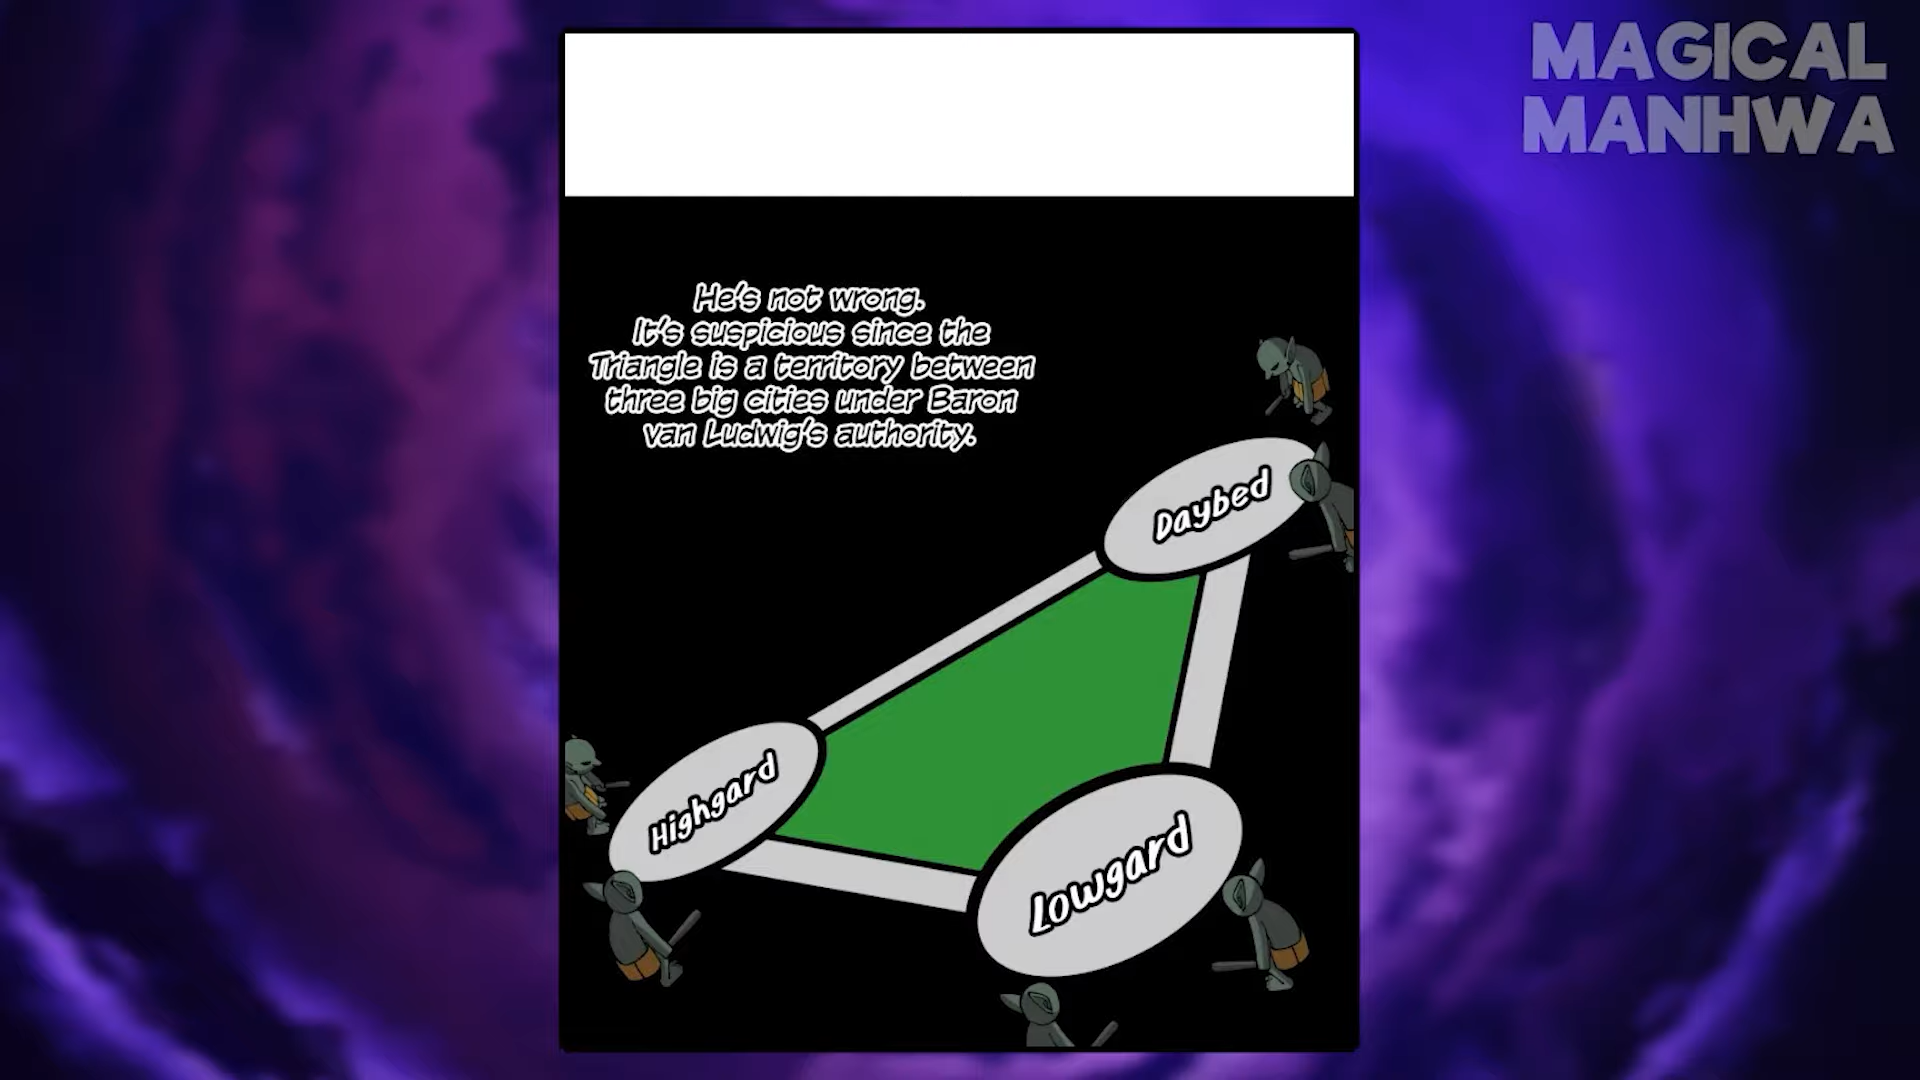 MAGICAL
MANHWA
He's not wrong.
It's suspicious since the
Triangle is a territory between
three big cities under Baron
van Ludwig's authority.
Daybed
Highgard
Lowgard